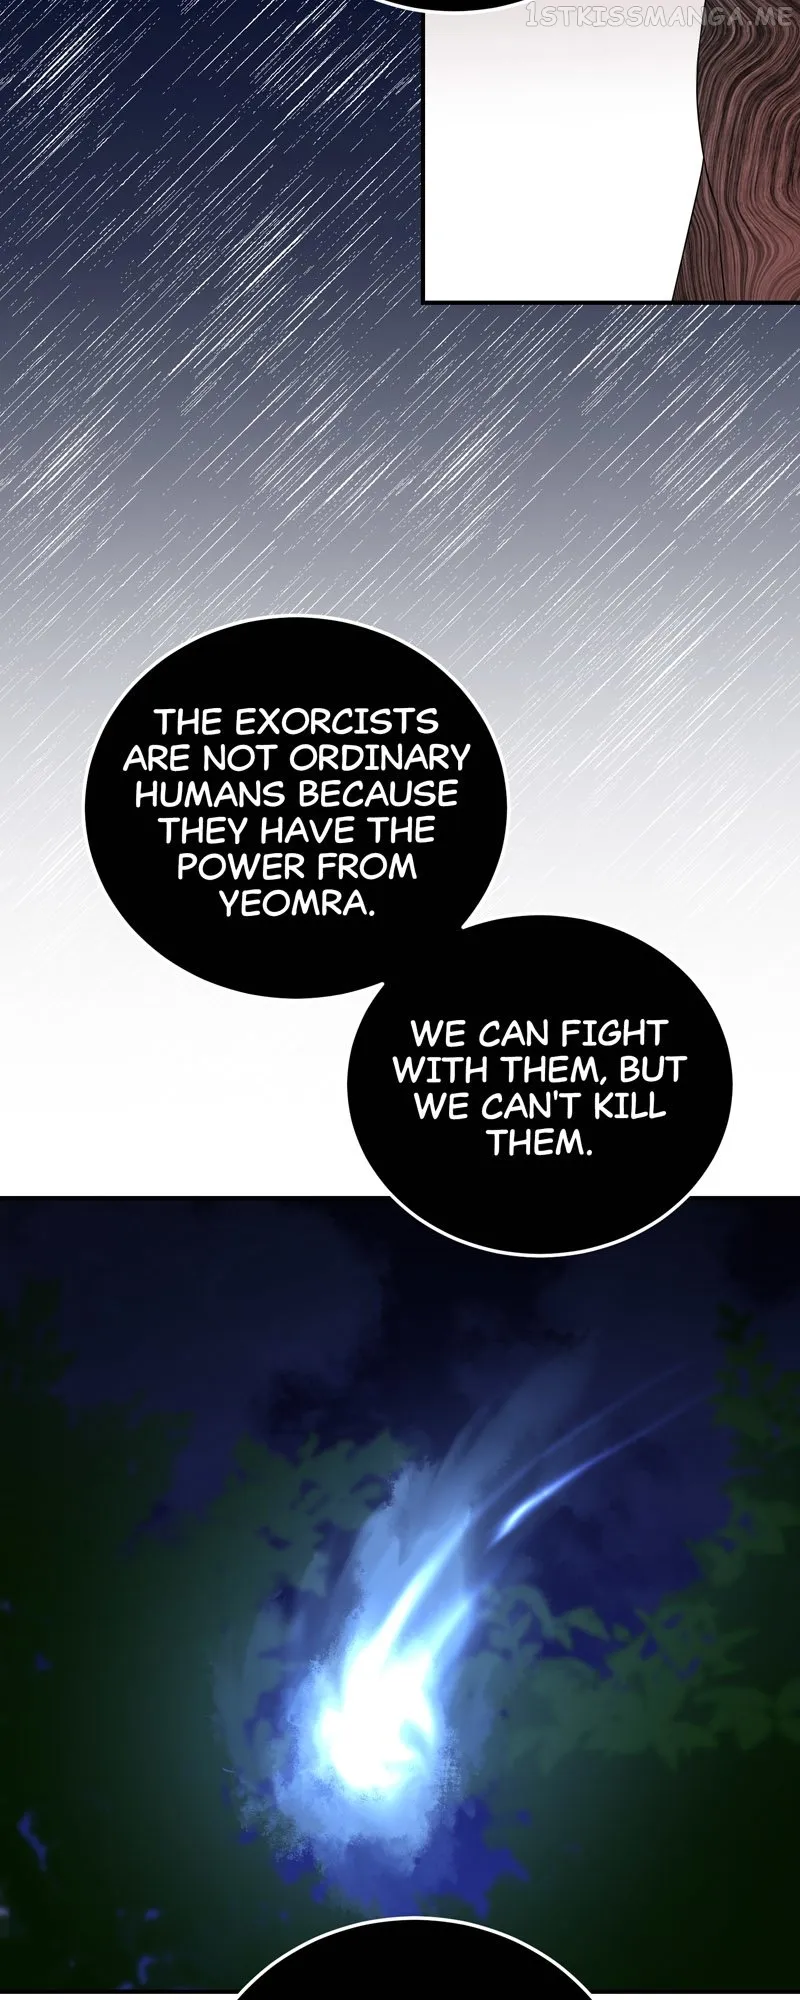 1STKISSMANGA.ME
THE EXORCISTS
ARE NOT ORDINARY
HUMANS BECAUSE
THEY HAVE THE
POWER FROM
YEOMRA.
WE CAN FIGHT
WITH THEM, BUT
WE CAN'T KILL
THEM.